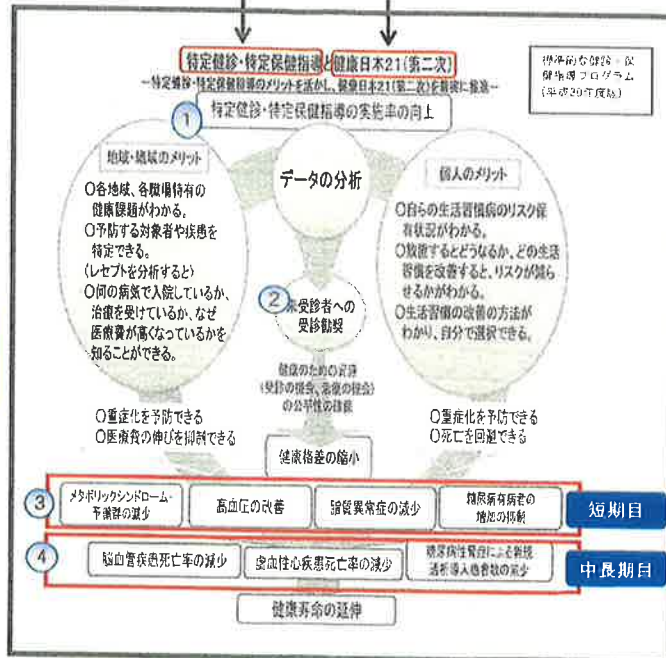 特定健診・特定保健指導と健康日本21(第二次)
―特定健診・特定保健指導のメリットを活かし、健康日本21(第二次)を着実に推進―
標準的な健診・保
健指導プログラム
① 特定健診・特定保健指導の実施率の向上
地域・職域のメリット
○各地域、各職場特有の
健康課題がわかる。
○予防する対象者や疾患を
特定できる。
(レセプトを分析すると)
○何の病気で入院しているか、
治療を受けているか、なぜ
医療費が高くなっているかを
知ることができる。
○重症化を予防できる
○医療費の伸びを抑制できる
データの分析
② 未受診者への
受診勧奨
健康のための資源
(受診の機会、治療の機会)
の公平性の確保
健康格差の縮小
個人のメリット
○自らの生活習慣病のリスク保
有状況がわかる。
○放置するとどうなるか、どの生活
習慣を改善すると、リスクが減ら
せるかがわかる。
○生活習慣の改善の方法が
わかり、自分で選択できる。
○重症化を予防できる
○死亡を回避できる
③ メタボリックシンドローム・
予備群の減少
高血圧の改善
脂質異常症の減少
糖尿病有病者の
増加の抑制
短期目
④ 脳血管疾患死亡率の減少
虚血性心疾患死亡率の減少
糖尿病性腎症による新規
透析導入患者数の減少
中長期目
健康寿命の延伸